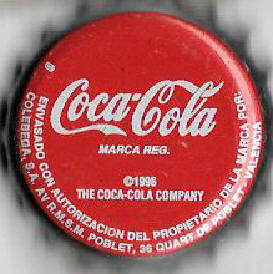 Coca-Cola
MARCA REG.
©1996
THE COCA-COLA COMPANY
ENVASADO CON AUTORIZACION DEL PROPIETARIO DE LA MARCA POR:
COLEBEGA, S.A. AV. D.M.S.M. POBLET, 36 QUART DE POBLET VALENCIA